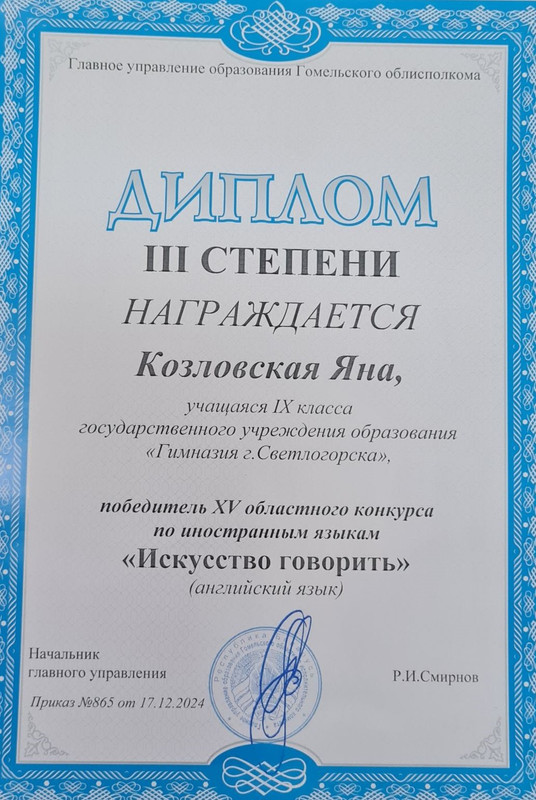 Главное управление образования Гомельского облисполкома
ДИПЛОМ
III СТЕПЕНИ
НАГРАЖДАЕТСЯ
Козловская Яна,
учащаяся IX класса
государственного учреждения образования
«Гимназия г.Светлогорска»,
победитель XV областного конкурса
по иностранным языкам
«Искусство говорить»
(английский язык)
Начальник
главного управления
Р.И.Смирнов
Приказ №865 от 17.12.2024